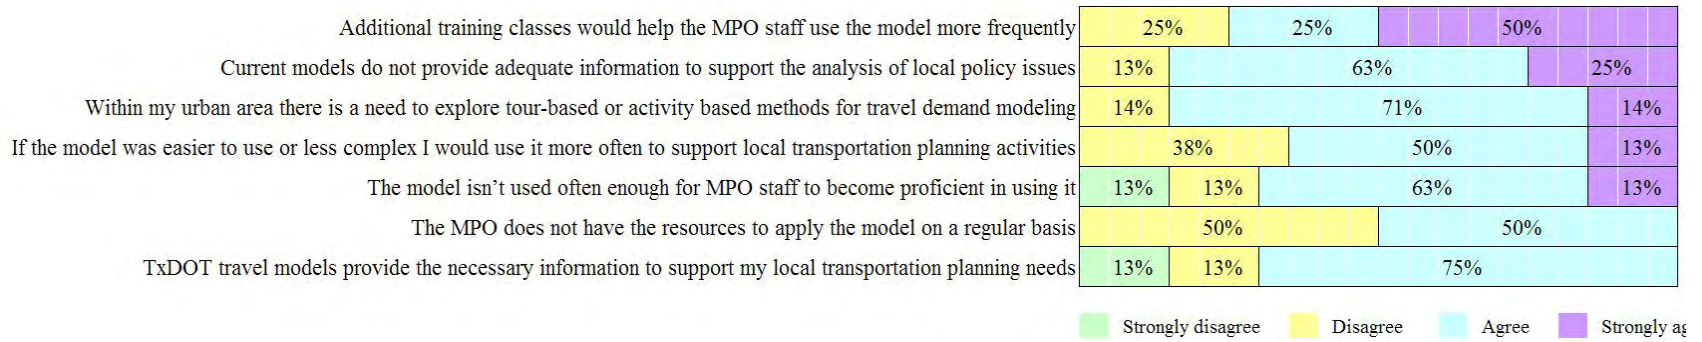 Additional training classes would help the MPO staff use the model more frequently 25% 25% 50%
Current models do not provide adequate information to support the analysis of local policy issues 13% 63% 25%
Within my urban area there is a need to explore tour-based or activity based methods for travel demand modeling 14% 71% 14%
If the model was easier to use or less complex I would use it more often to support local transportation planning activities 38% 50% 13%
The model isn’t used often enough for MPO staff to become proficient in using it 13% 13% 63% 13%
The MPO does not have the resources to apply the model on a regular basis 50% 50%
TxDOT travel models provide the necessary information to support my local transportation planning needs 13% 13% 75%
Strongly disagree Disagree Agree Strongly ag